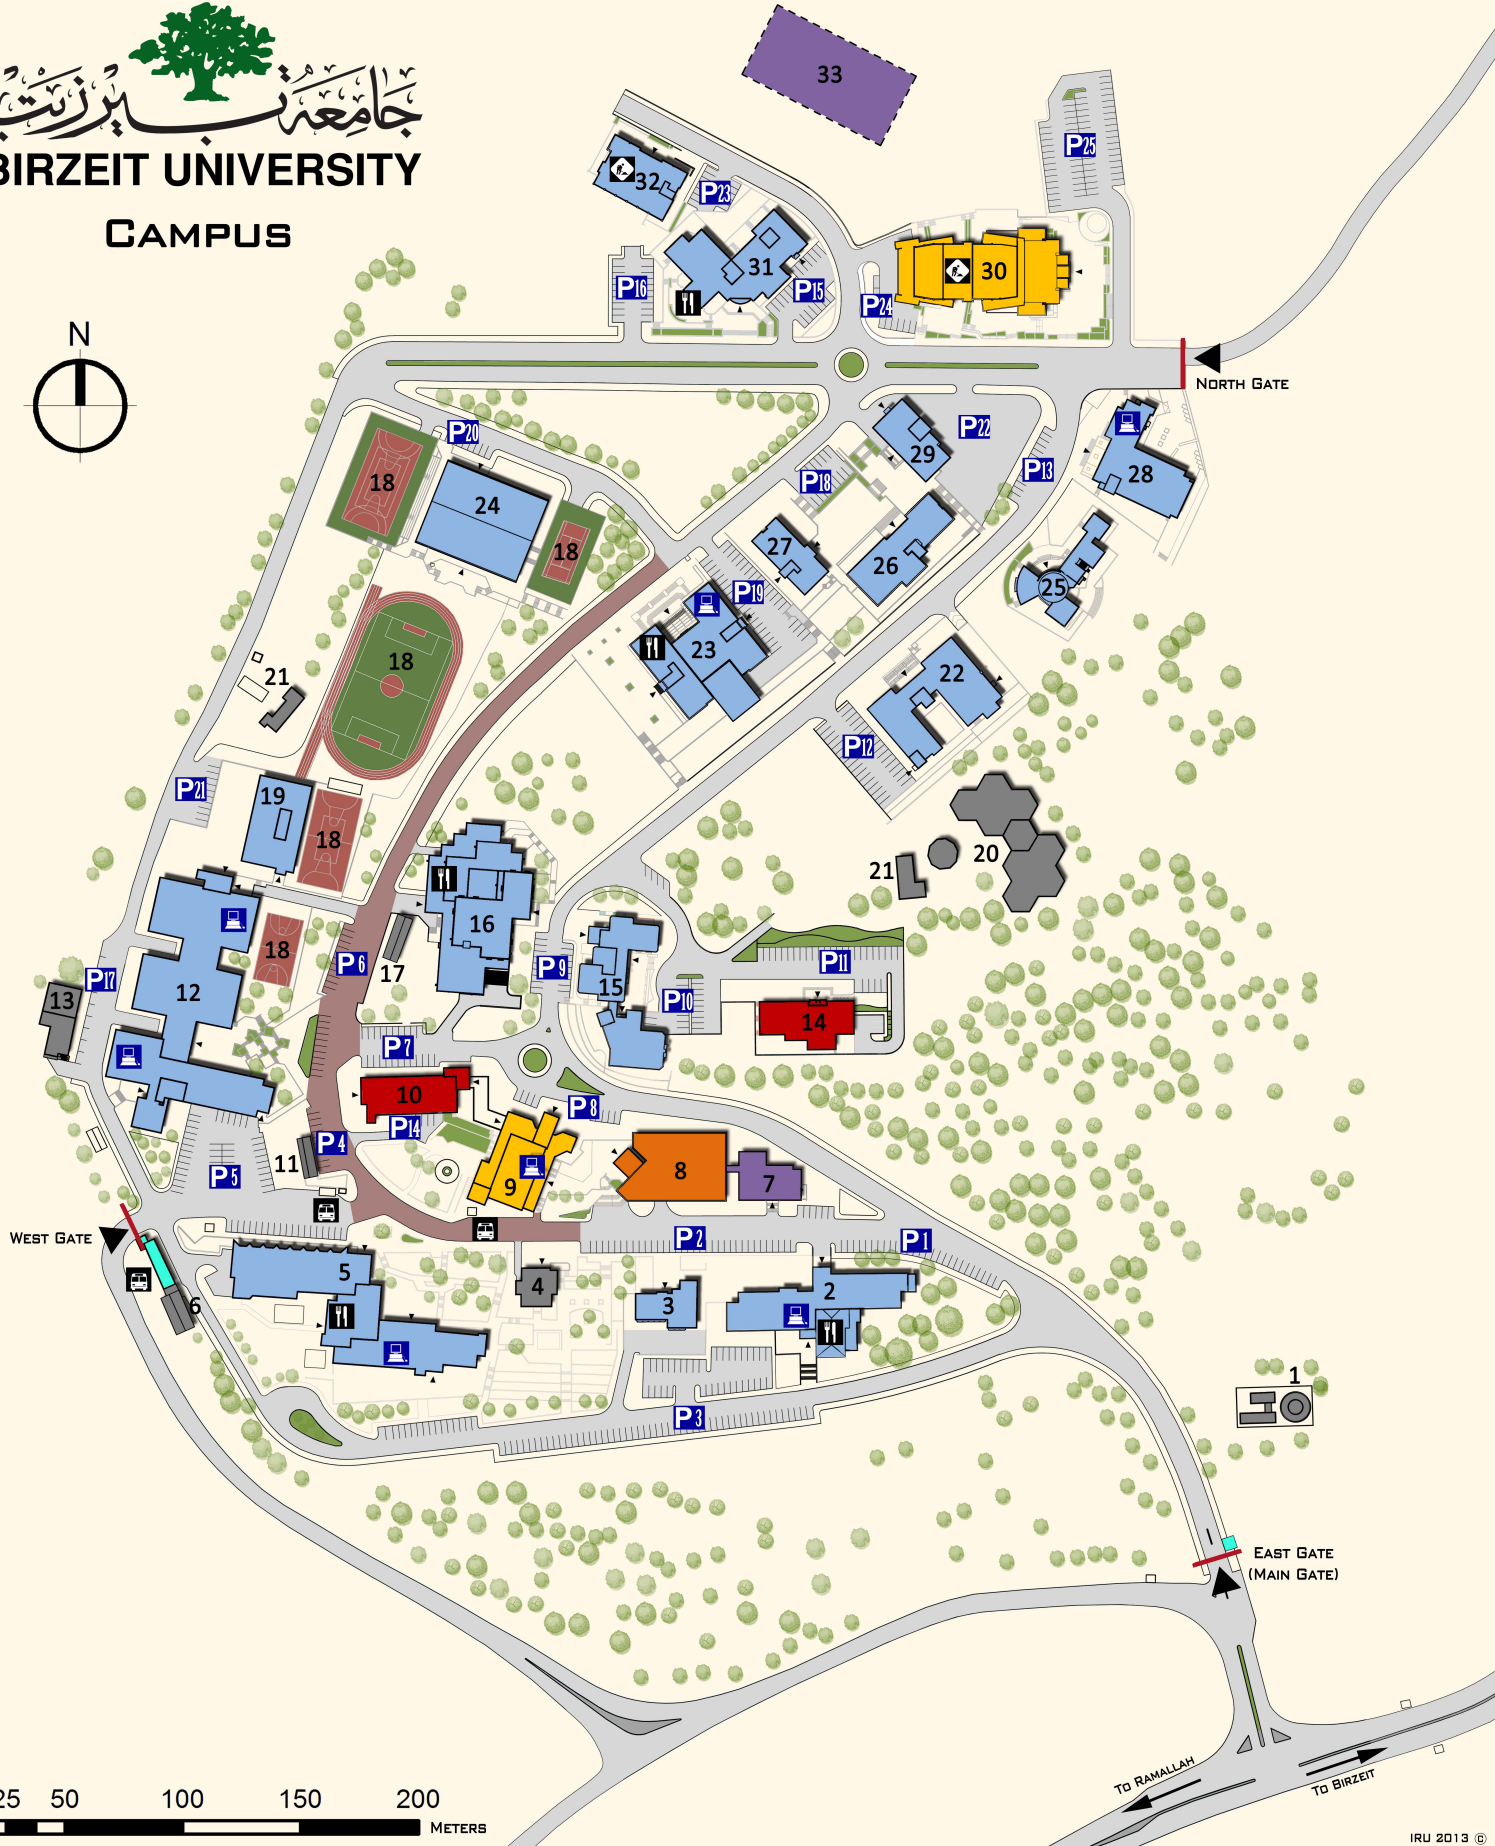 جامعة بيرزيت
BIRZEIT UNIVERSITY
CAMPUS
N
33
P25
32
P23
31
30
P16
P15
P24
NORTH GATE
P20
P22
29
P13
28
18
24
P18
18
27
26
25
P19
18
23
21
22
P12
P21
19
18
20
21
16
18
P6
17
P9
15
P11
P17
12
13
P10
14
P7
10
P8
P14
P4
11
P5
9
8
7
WEST GATE
P2
P1
5
4
2
3
6
1
P3
EAST GATE
(MAIN GATE)
TO RAMALLAH
TO BIRZEIT
25 50 100 150 200
METERS
IRU 2013 ©